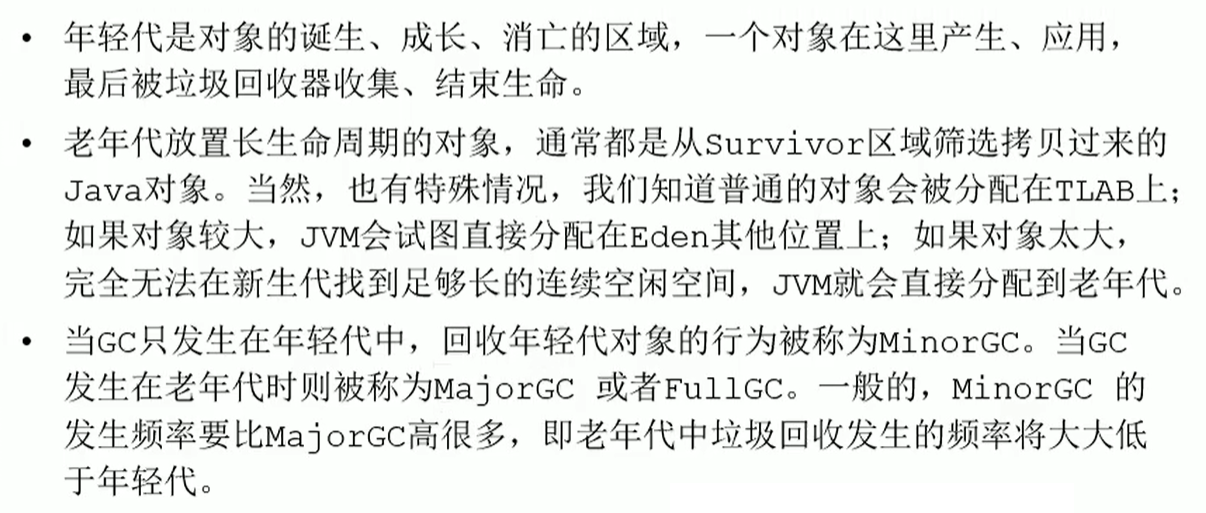 • 年轻代是对象的诞生、成长、消亡的区域，一个对象在这里产生、应用，
最后被垃圾回收器收集、结束生命。
• 老年代放置长生命周期的对象，通常都是从Survivor区域筛选拷贝过来的
Java对象。当然，也有特殊情况，我们知道普通的对象会被分配在TLAB上；
如果对象较大，JVM会试图直接分配在Eden其他位置上；如果对象太大，
完全无法在新生代找到足够长的连续空闲空间，JVM就会直接分配到老年代。
• 当GC只发生在年轻代中，回收年轻代对象的行为被称为MinorGC。当GC
发生在老年代时则被称为MajorGC 或者FullGC。一般的，MinorGC 的
发生频率要比MajorGC高很多，即老年代中垃圾回收发生的频率将大大低
于年轻代。